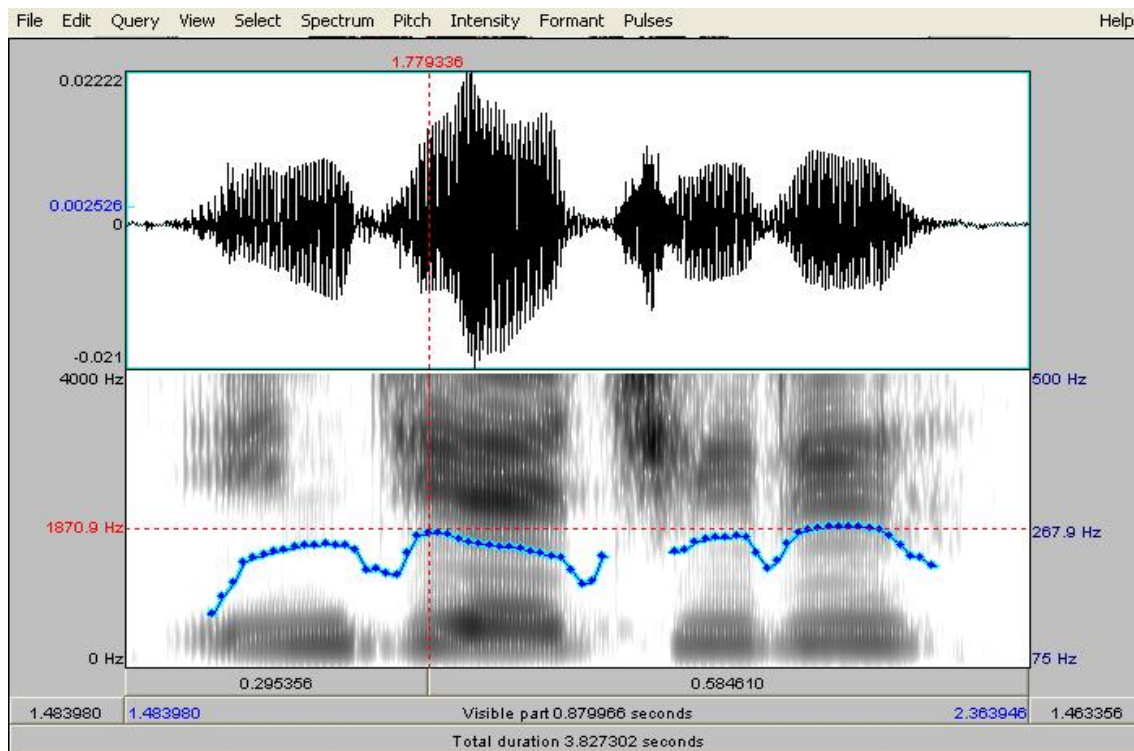 File Edit Query View Select Spectrum Pitch Intensity Formant Pulses Help
1.779336
0.02222
0.002526
0
-0.021
4000 Hz 500 Hz
1870.9 Hz 267.9 Hz
0 Hz 75 Hz
0.295356 0.584610
1.483980 1.483980 Visible part 0.879966 seconds 2.363946 1.463356
Total duration 3.827302 seconds